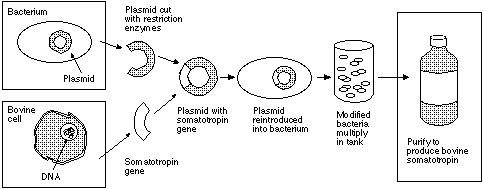 Bacterium
Plasmid
Plasmid cut
with restriction
enzymes
Bovine
cell
DNA
Somatotropin
gene
Plasmid with
somatotropin
gene
Plasmid
reintroduced
into bacterium
Modified
bacteria
multiply
in tank
Purify to
produce bovine
somatotropin